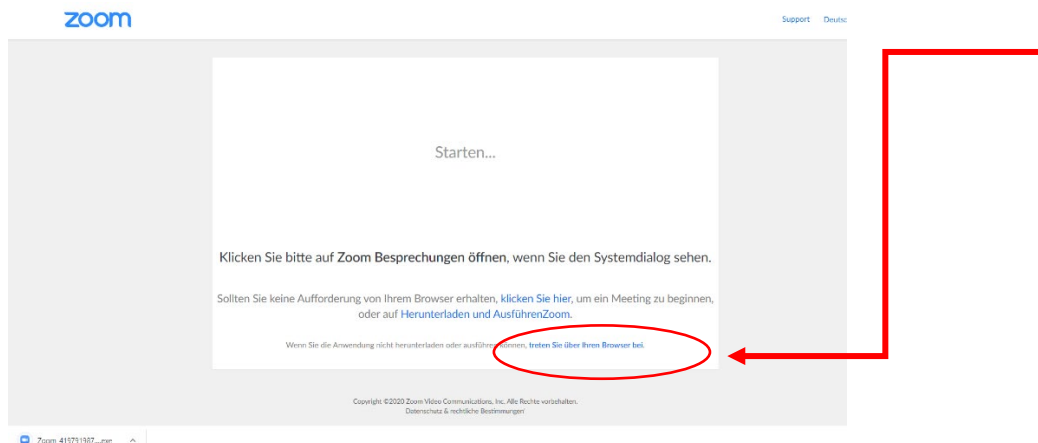 zoom
Support Deutsc
Starten...
Klicken Sie bitte auf Zoom Besprechungen öffnen, wenn Sie den Systemdialog sehen.
Sollten Sie keine Aufforderung von Ihrem Browser erhalten, klicken Sie hier, um ein Meeting zu beginnen,
oder auf Herunterladen und AusführenZoom.
Wenn Sie die Anwendung nicht herunterladen oder ausführen können, treten Sie über Ihren Browser bei.
Copyright ©2020 Zoom Video Communications, Inc. Alle Rechte vorbehalten.
Datenschutz & rechtliche Bestimmungen
Zoom_419791987....exe